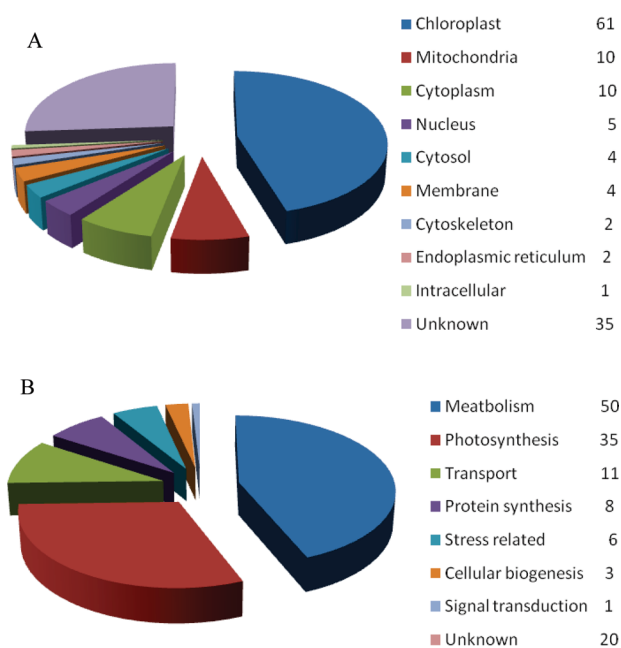 A
Chloroplast 61
Mitochondria 10
Cytoplasm 10
Nucleus 5
Cytosol 4
Membrane 4
Cytoskeleton 2
Endoplasmic reticulum 2
Intracellular 1
Unknown 35
B
Meatbolism 50
Photosynthesis 35
Transport 11
Protein synthesis 8
Stress related 6
Cellular biogenesis 3
Signal transduction 1
Unknown 20